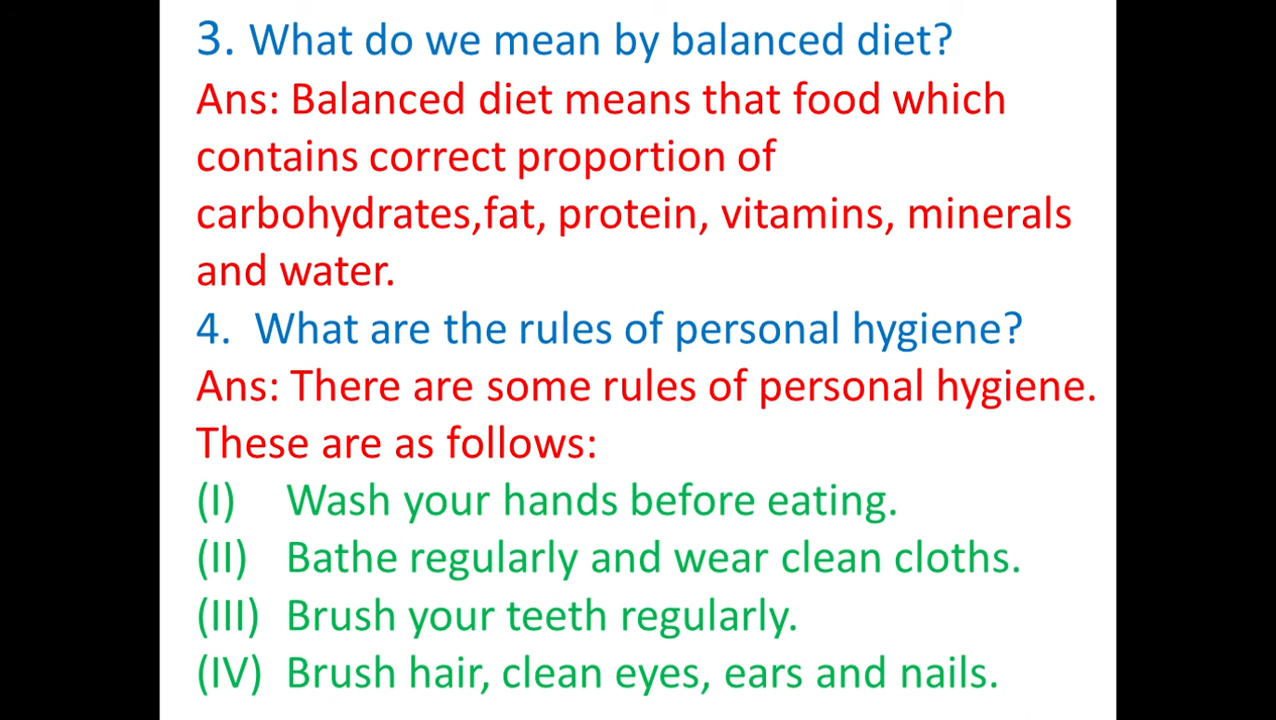 3. What do we mean by balanced diet?
Ans: Balanced diet means that food which
contains correct proportion of
carbohydrates,fat, protein, vitamins, minerals
and water.
4. What are the rules of personal hygiene?
Ans: There are some rules of personal hygiene.
These are as follows:
(I) Wash your hands before eating.
(II) Bathe regularly and wear clean cloths.
(III) Brush your teeth regularly.
(IV) Brush hair, clean eyes, ears and nails.